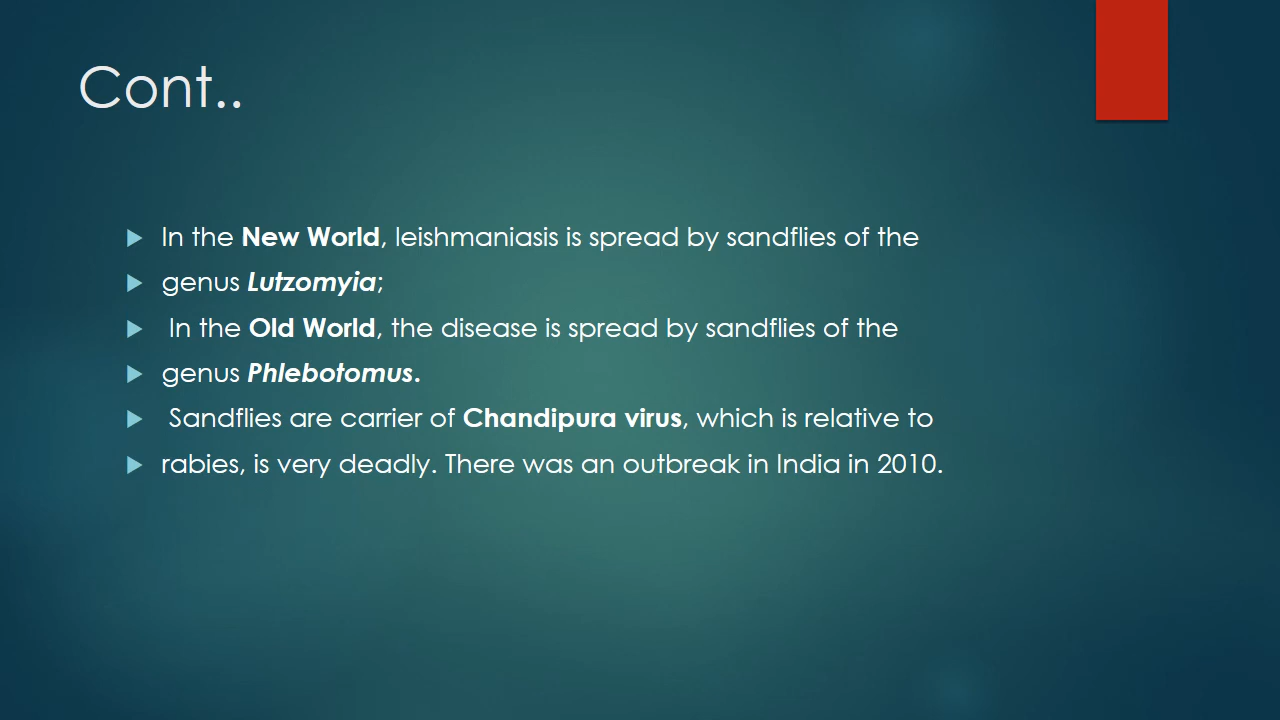 Cont..
In the New World, leishmaniasis is spread by sandflies of the
genus Lutzomyia;
In the Old World, the disease is spread by sandflies of the
genus Phlebotomus.
Sandflies are carrier of Chandipura virus, which is relative to
rabies, is very deadly. There was an outbreak in India in 2010.